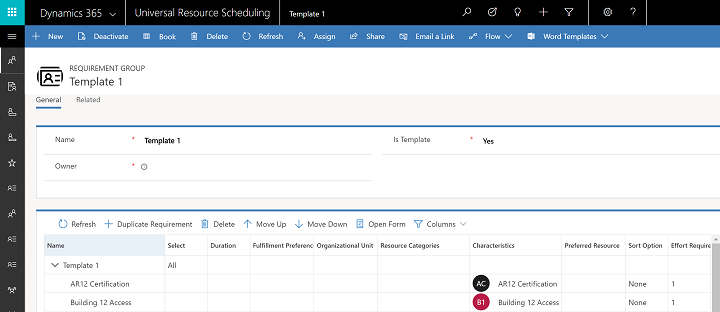 Dynamics 365 Universal Resource Scheduling Template 1
New Deactivate Book Delete Refresh Assign Share Email a Link Flow Word Templates
REQUIREMENT GROUP
Template 1
General Related
Name * Template 1 Is Template * Yes
Owner *
Refresh Duplicate Requirement Delete Move Up Move Down Open Form Columns
Name Select Duration Fulfillment Preferenc Organizational Unit Resource Categories Characteristics Preferred Resource Sort Option Effort Require
Template 1 All
AR12 Certification AC AR12 Certification None 1
Building 12 Access B1 Building 12 Access None 1